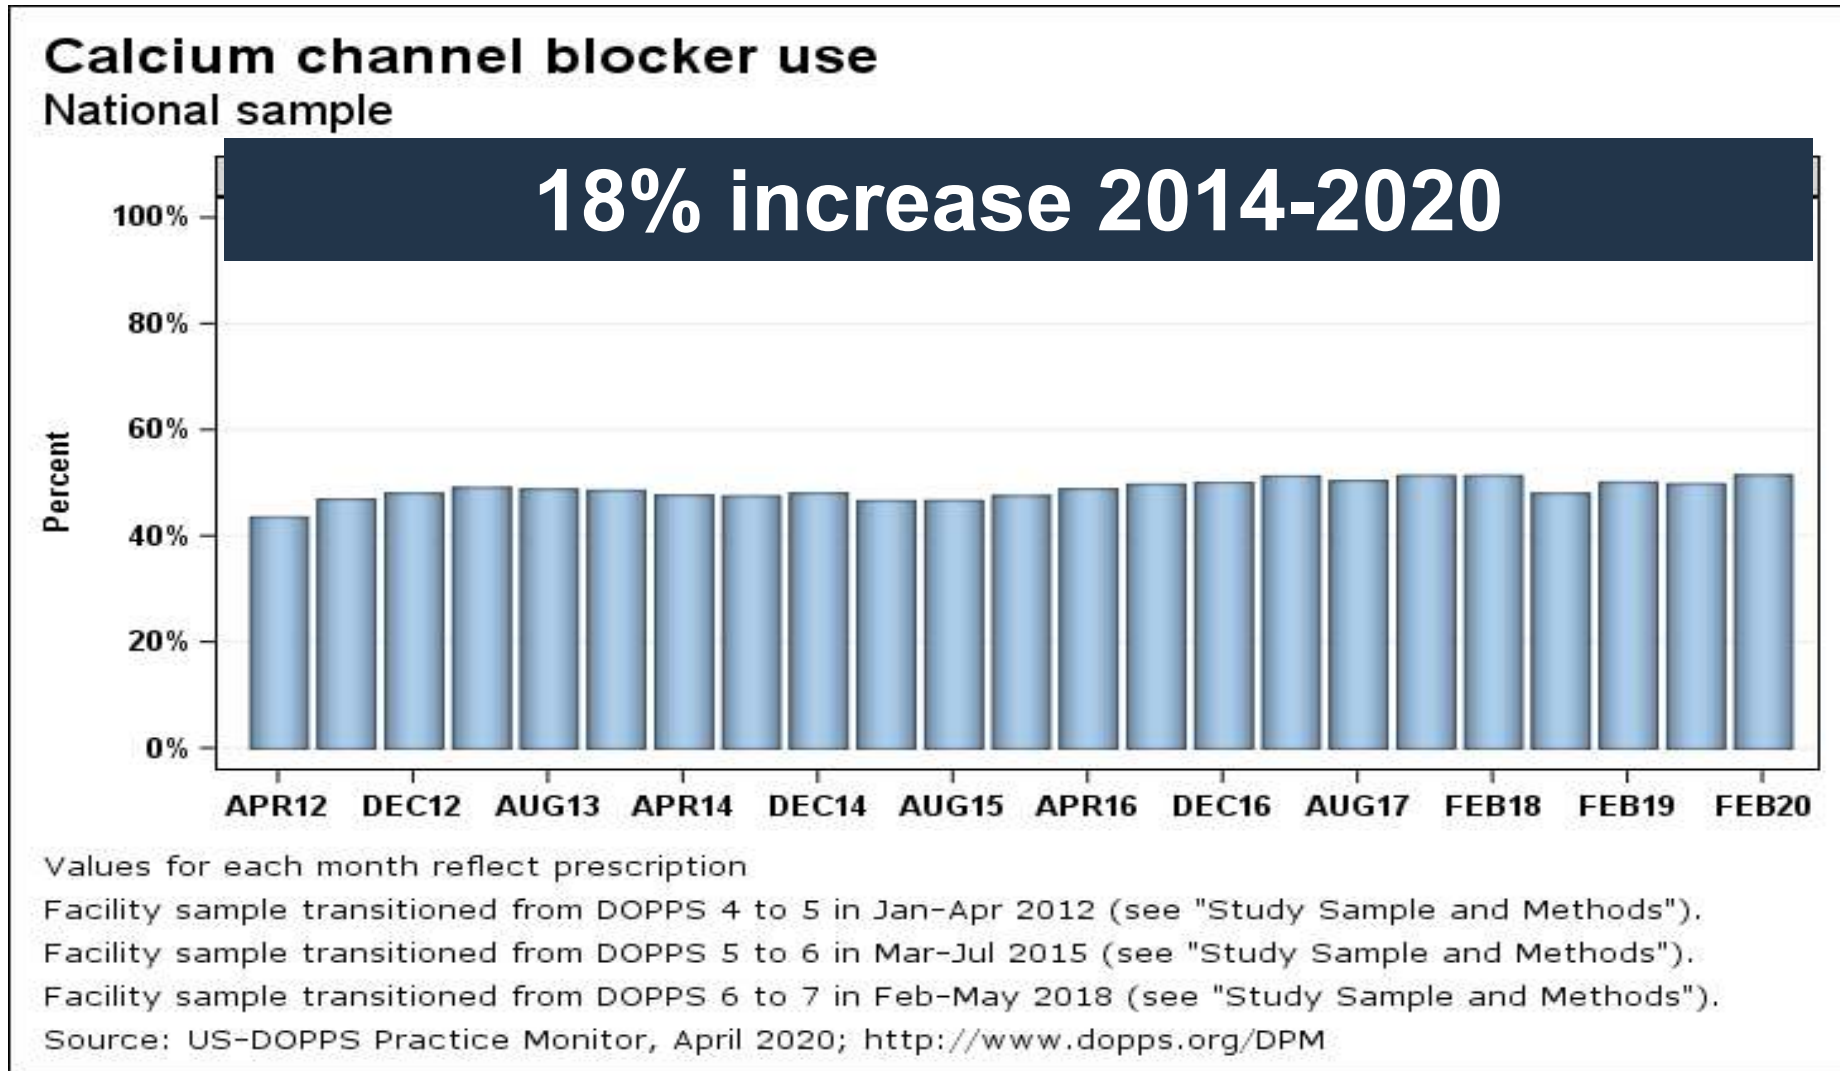 Calcium channel blocker use
National sample
18% increase 2014-2020
100%
80%
60%
40%
20%
0%
Percent
APR12 DEC12 AUG13 APR14 DEC14 AUG15 APR16 DEC16 AUG17 FEB18 FEB19 FEB20
Values for each month reflect prescription
Facility sample transitioned from DOPPS 4 to 5 in Jan-Apr 2012 (see "Study Sample and Methods").
Facility sample transitioned from DOPPS 5 to 6 in Mar-Jul 2015 (see "Study Sample and Methods").
Facility sample transitioned from DOPPS 6 to 7 in Feb-May 2018 (see "Study Sample and Methods").
Source: US-DOPPS Practice Monitor, April 2020; http://www.dopps.org/DPM